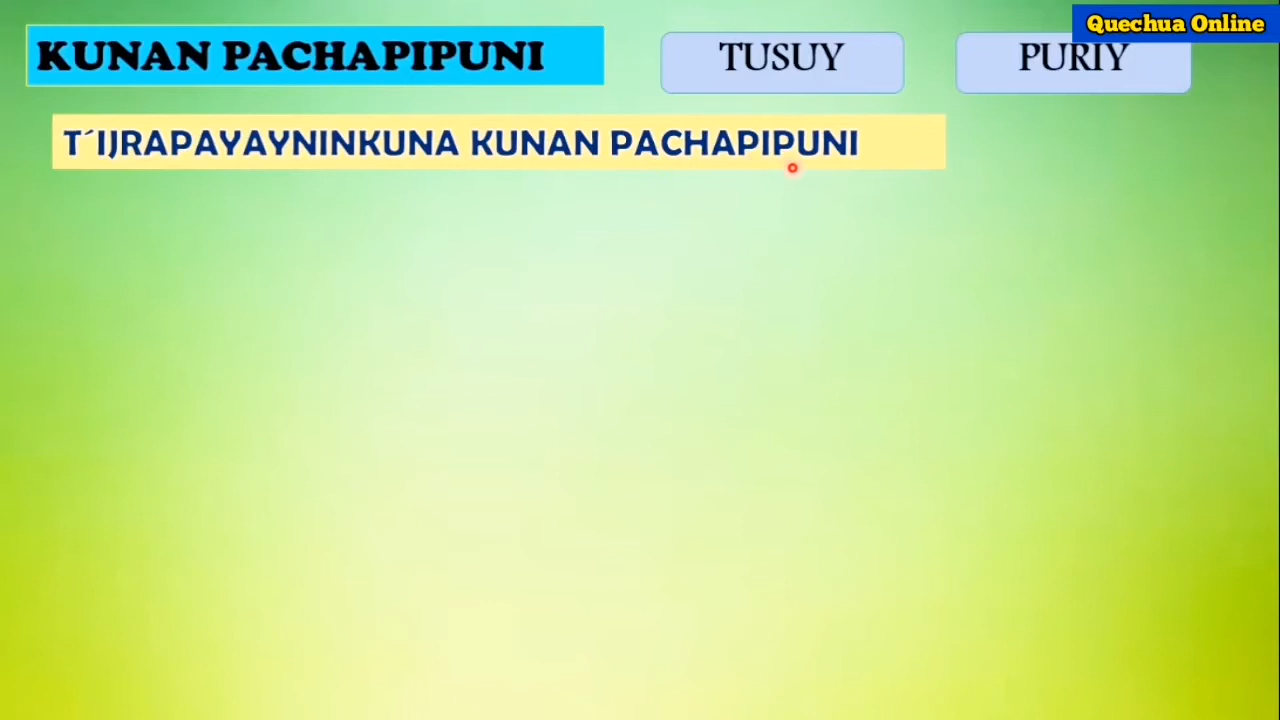 Quechua Online
KUNAN PACHAPIPUNI
TUSUY
PURIY
T´IJRAPAYAYNINKUNA KUNAN PACHAPIPUNI